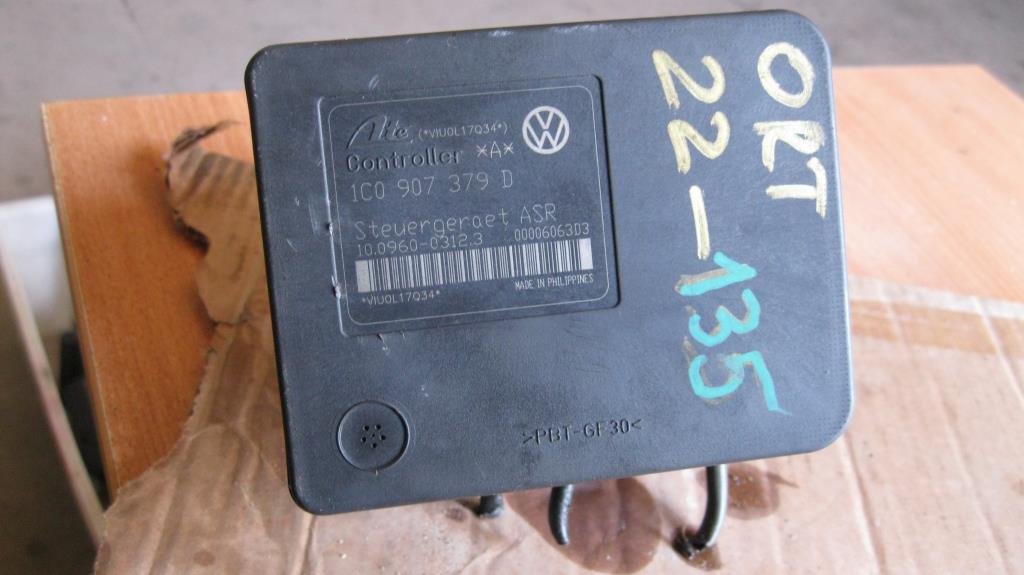 Ate (*VIU0L17Q34*)
Controller *A*
1C0 907 379 D
Steuergeraet ASR
10.0960-0312.3 00006063D3
MADE IN PHILIPPINES
*VIU0L17Q34*
>PBT-GF30<
ORT
22-135